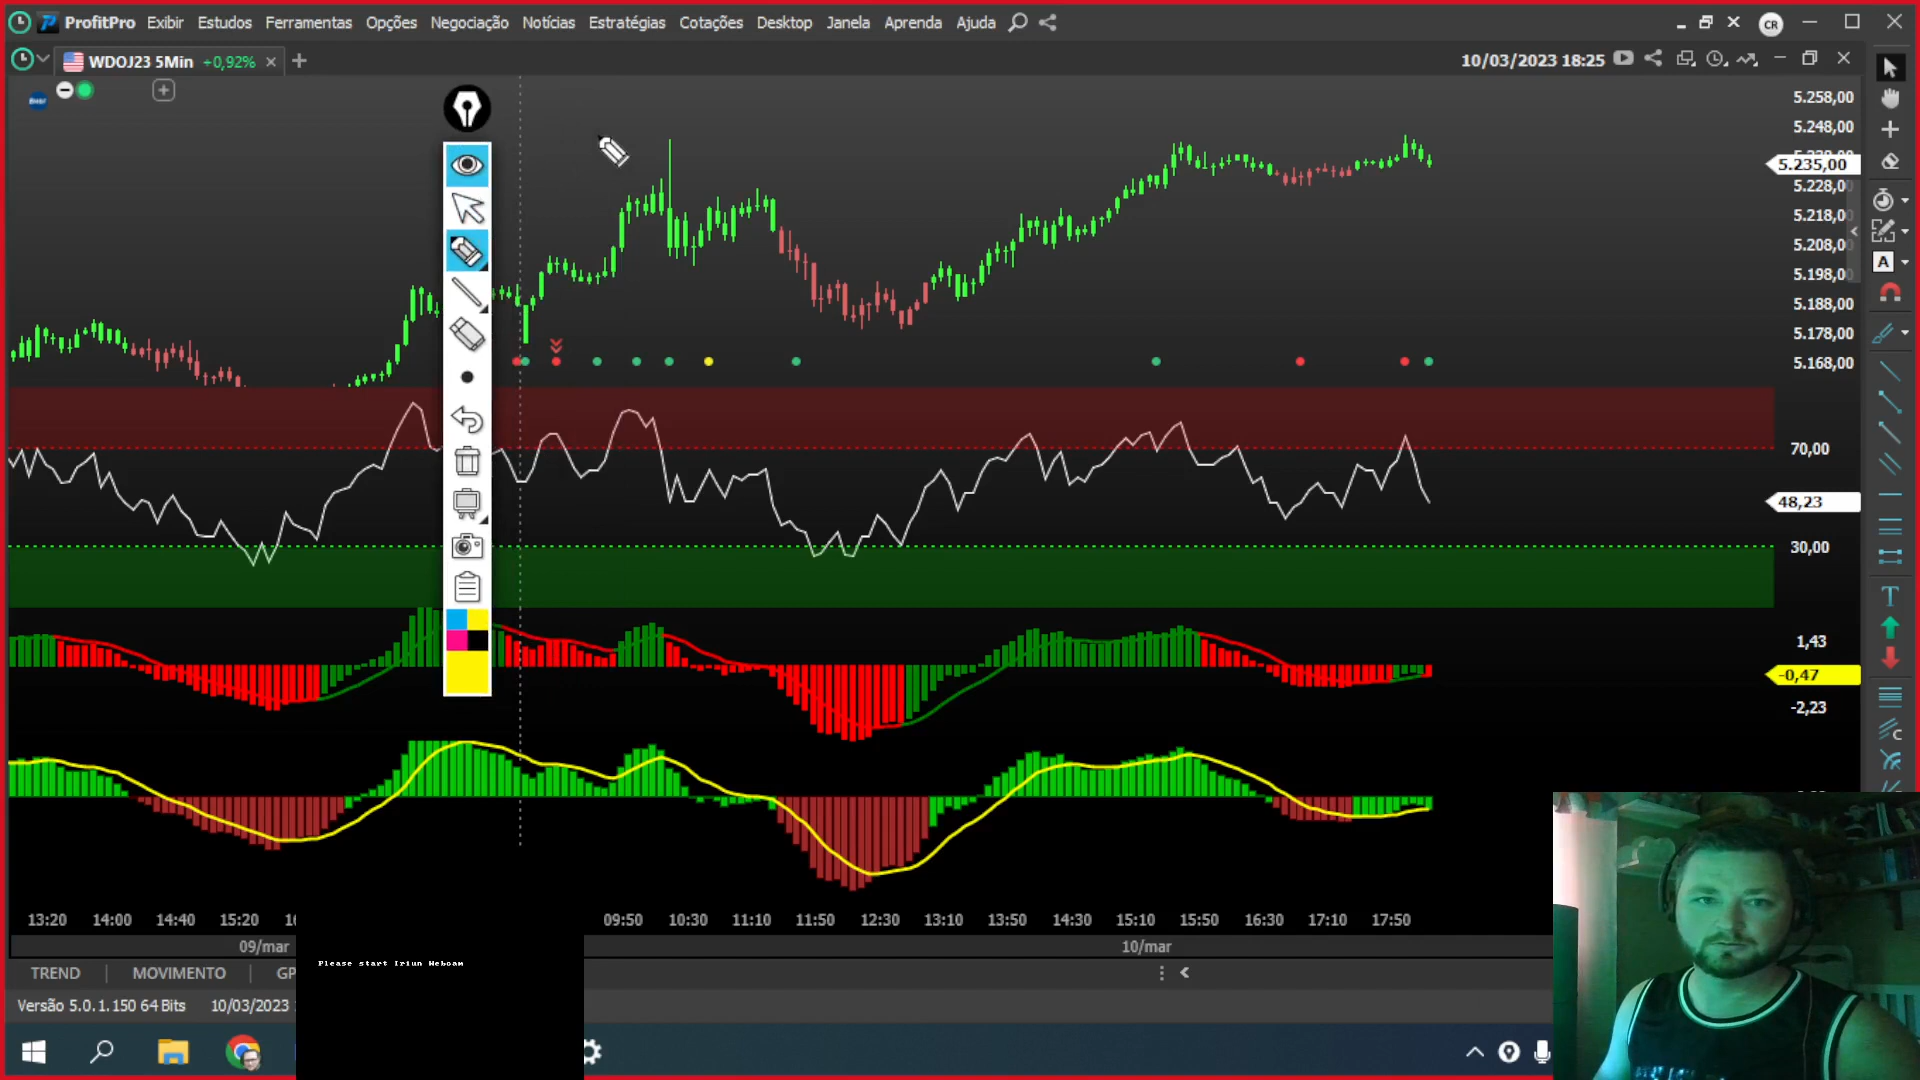 ProfitPro Exibir Estudos Ferramentas Opções Negociação Notícias Estratégias Cotações Desktop Janela Aprenda Ajuda CR
WDOJ23 5Min +0,92% 10/03/2023 18:25
5.258,00
5.248,00
5.235,00
5.228,00
5.218,00
5.208,00
5.198,00
5.188,00
5.178,00
5.168,00
A
70,00
48,23
30,00
T
1,43
-0,47
-2,23
C
13:20 14:00 14:40 15:20 09:50 10:30 11:10 11:50 12:30 13:10 13:50 14:30 15:10 15:50 16:30 17:10 17:50
09/mar 10/mar
Please start Iriun Webcam
TREND MOVIMENTO
Versão 5.0.1.150 64 Bits 10/03/2023